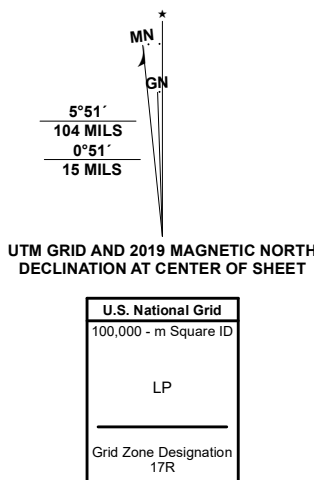 ★
MN
GN
5°51´
104 MILS
0°51´
15 MILS
UTM GRID AND 2019 MAGNETIC NORTH
DECLINATION AT CENTER OF SHEET
U.S. National Grid
100,000 - m Square ID
LP
Grid Zone Designation
17R